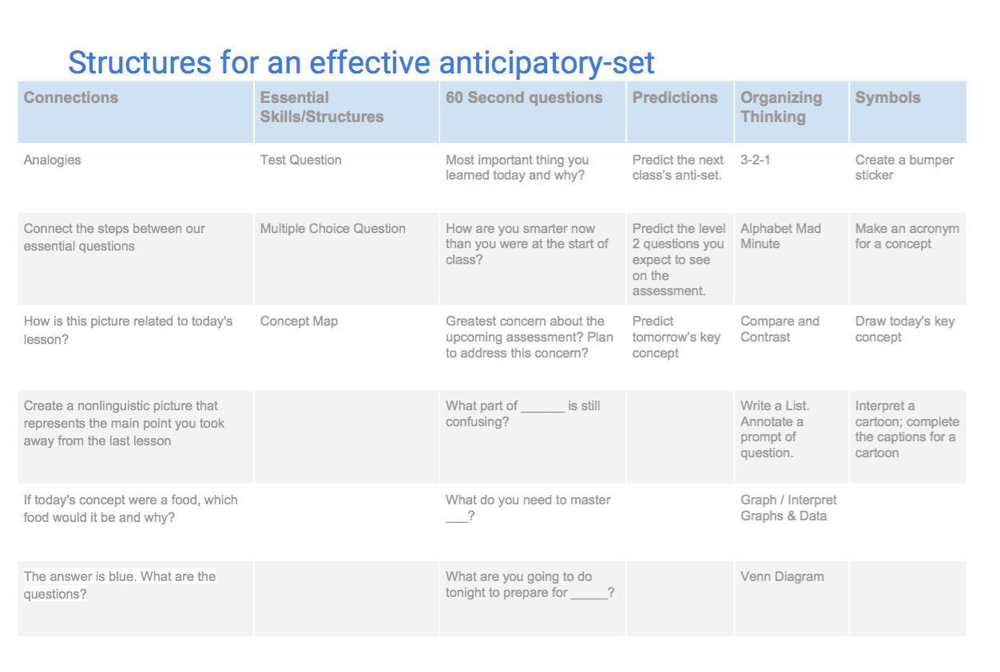 Structures for an effective anticipatory-set
Connections
Essential
Skills/Structures
60 Second questions
Predictions
Organizing
Thinking
Symbols
Analogies
Test Question
Most important thing you
learned today and why?
Predict the next
class's anti-set.
3-2-1
Create a bumper
sticker
Connect the steps between our
essential questions
Multiple Choice Question
How are you smarter now
than you were at the start of
class?
Predict the level
2 questions you
expect to see
on the
assessment.
Alphabet Mad
Minute
Make an acronym
for a concept
How is this picture related to today's
lesson?
Concept Map
Greatest concern about the
upcoming assessment? Plan
to address this concern?
Predict
tomorrow's key
concept
Compare and
Contrast
Draw today's key
concept
Create a nonlinguistic picture that
represents the main point you took
away from the last lesson
What part of ______ is still
confusing?
Write a List.
Annotate a
prompt of
question.
Interpret a
cartoon; complete
the captions for a
cartoon
If today's concept were a food, which
food would it be and why?
What do you need to master
___?
Graph / Interpret
Graphs & Data
The answer is blue. What are the
questions?
What are you going to do
tonight to prepare for _____?
Venn Diagram